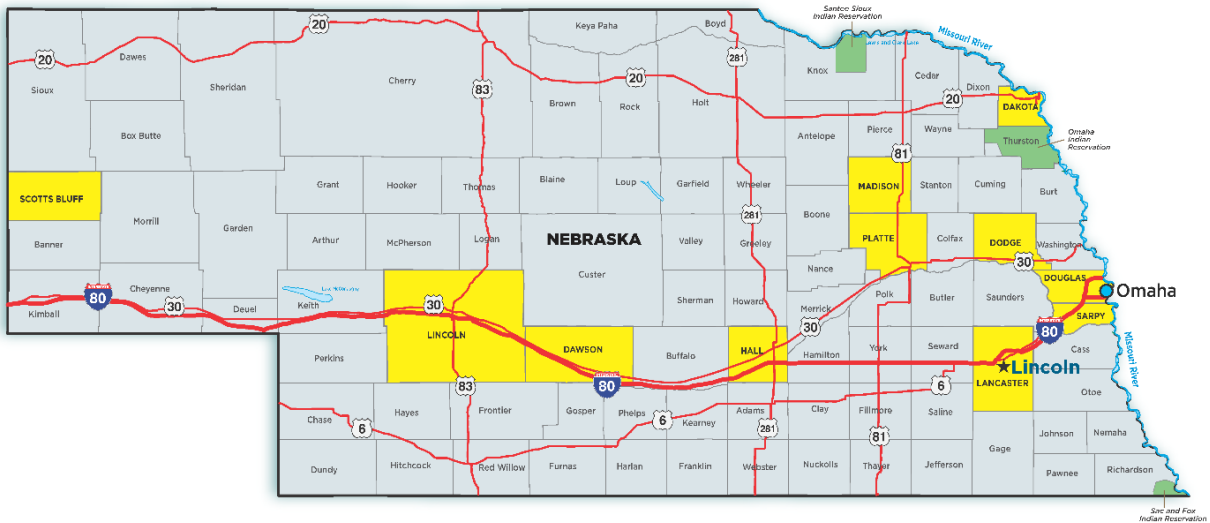 Santee Sioux
Indian Reservation
Missouri River
Keya Paha
Boyd
20
20
Dawes
281
Knox
Cedar
Dixon
Sioux
Sheridan
Cherry
83
20
20
DAKOTA
Brown
Rock
Holt
Box Butte
Antelope
Pierce
Wayne
Thurston
Omaha
Indian
Reservation
81
SCOTTS BLUFF
Grant
Hooker
Thomas
Blaine
Loup
Garfield
Wheeler
MADISON
Stanton
Cuming
Burt
Morrill
Garden
281
Boone
Banner
Arthur
McPherson
Logan
NEBRASKA
Valley
Greeley
PLATTE
Colfax
DODGE
Washington
Custer
Nance
30
DOUGLAS
80
Cheyenne
30
Deuel
Keith
30
Sherman
Howard
Merrick
Polk
Butler
Saunders
Omaha
Kimball
LINCOLN
30
80
SARPY
Perkins
DAWSON
Buffalo
HALL
Hamilton
York
Seward
Cass
Missouri River
Lincoln
LANCASTER
80
83
6
Otoe
Chase
Hayes
Frontier
Gosper
Phelps
Kearney
Adams
Clay
Fillmore
Saline
6
6
281
81
Johnson
Nemaha
Gage
Dundy
Hitchcock
Red Willow
Furnas
Harlan
Franklin
Webster
Nuckolls
Thayer
Jefferson
Pawnee
Richardson
Sac and Fox
Indian Reservation